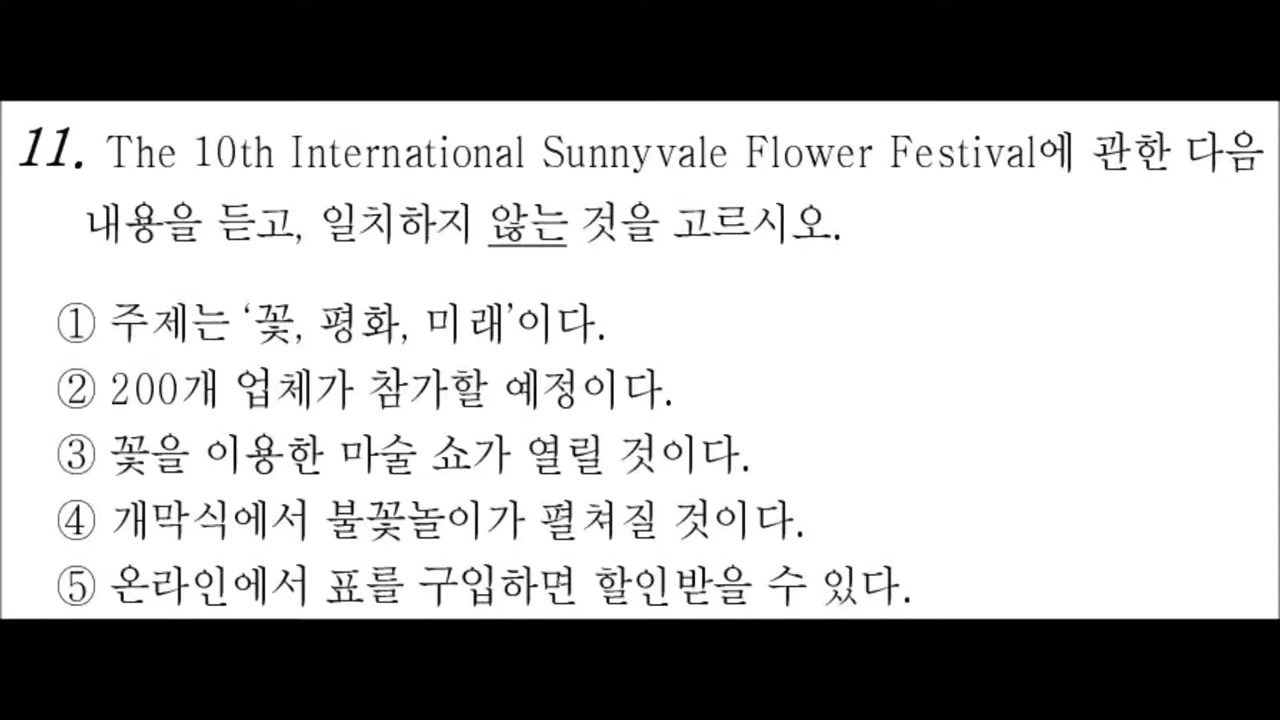 11. The 10th International Sunnyvale Flower Festival에 관한 다음
내용을 듣고, 일치하지 않는 것을 고르시오.
① 주제는 ‘꽃, 평화, 미래’이다.
② 200개 업체가 참가할 예정이다.
③ 꽃을 이용한 마술 쇼가 열릴 것이다.
④ 개막식에서 불꽃놀이가 펼쳐질 것이다.
⑤ 온라인에서 표를 구입하면 할인받을 수 있다.